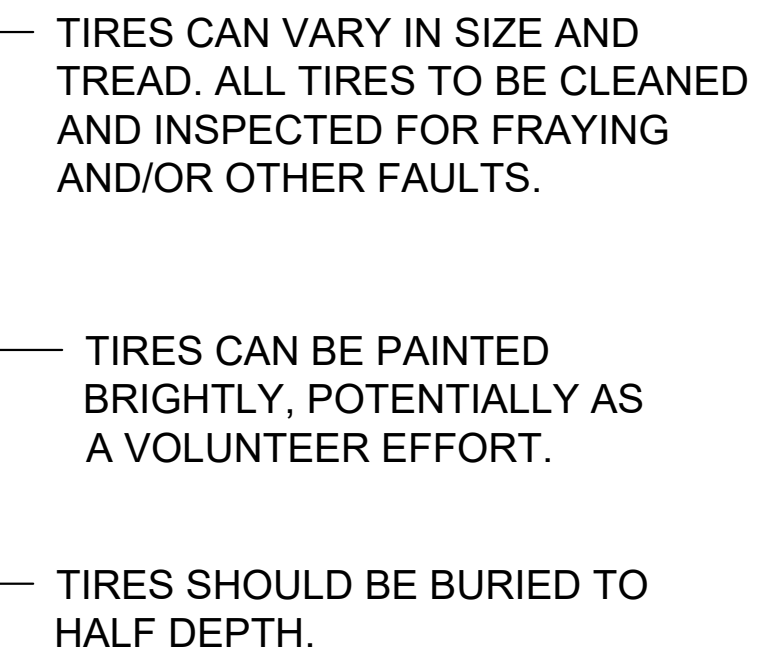 TIRES CAN VARY IN SIZE AND
TREAD. ALL TIRES TO BE CLEANED
AND INSPECTED FOR FRAYING
AND/OR OTHER FAULTS.
TIRES CAN BE PAINTED
BRIGHTLY, POTENTIALLY AS
A VOLUNTEER EFFORT.
TIRES SHOULD BE BURIED TO
HALF DEPTH.